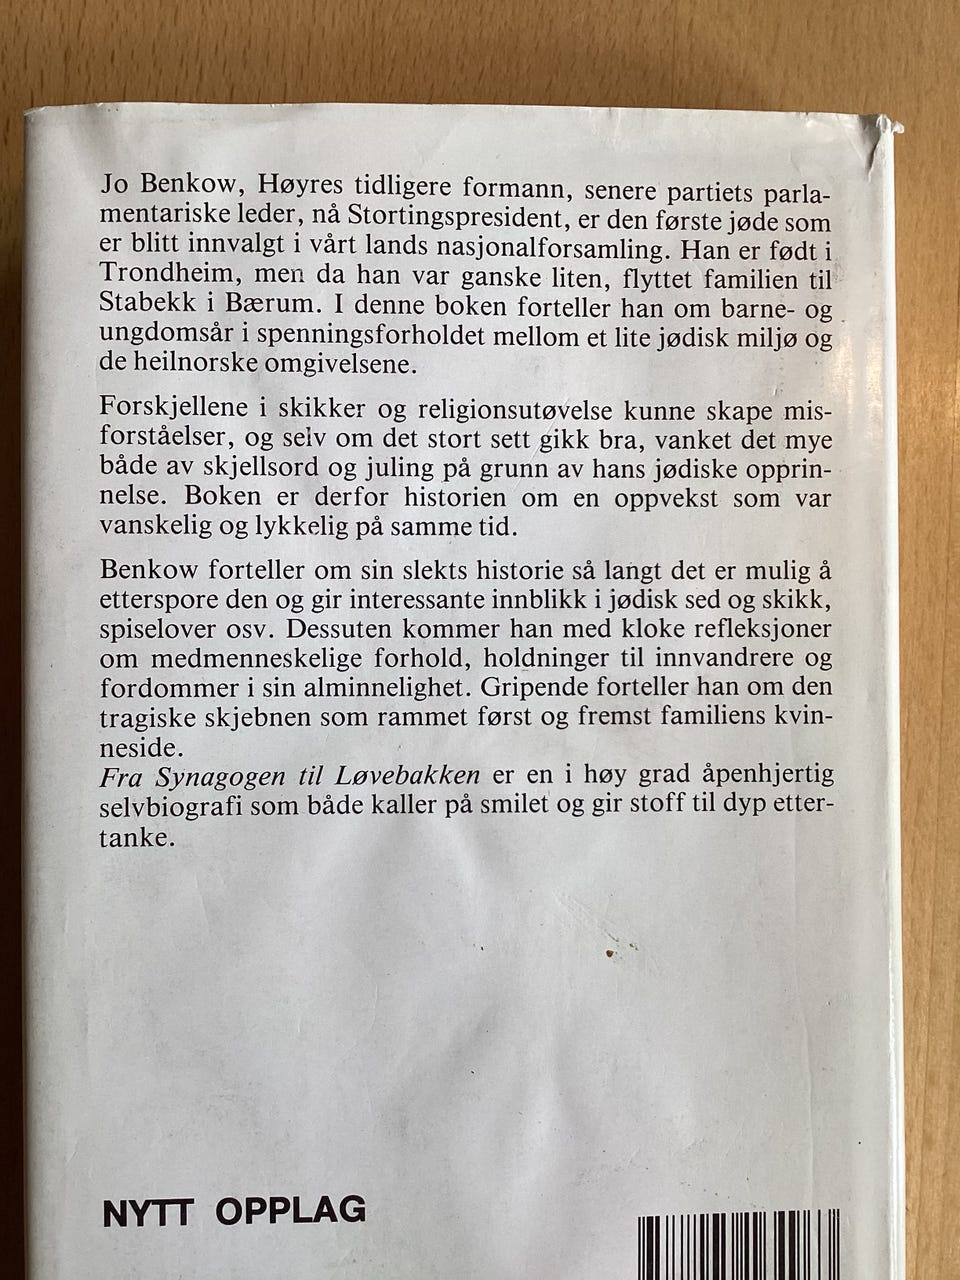 Jo Benkow, Høyres tidligere formann, senere partiets parla-
mentariske leder, nå Stortingspresident, er den første jøde som
er blitt innvalgt i vårt lands nasjonalforsamling. Han er født i
Trondheim, men da han var ganske liten, flyttet familien til
Stabekk i Bærum. I denne boken forteller han om barne- og
ungdomsår i spenningsforholdet mellom et lite jødisk miljø og
de heilnorske omgivelsene.
Forskjellene i skikker og religionsutøvelse kunne skape mis-
forståelser, og selv om det stort sett gikk bra, vanket det mye
både av skjellsord og juling på grunn av hans jødiske opprin-
nelse. Boken er derfor historien om en oppvekst som var
vanskelig og lykkelig på samme tid.
Benkow forteller om sin slekts historie så langt det er mulig å
etterspore den og gir interessante innblikk i jødisk sed og skikk,
spiselover osv. Dessuten kommer han med kloke refleksjoner
om medmenneskelige forhold, holdninger til innvandrere og
fordommer i sin alminnelighet. Gripende forteller han om den
tragiske skjebnen som rammet først og fremst familiens kvin-
neside.
Fra Synagogen til Løvebakken er en i høy grad åpenhjertig
selvbiografi som både kaller på smilet og gir stoff til dyp etter-
tanke.
NYTT OPPLAG